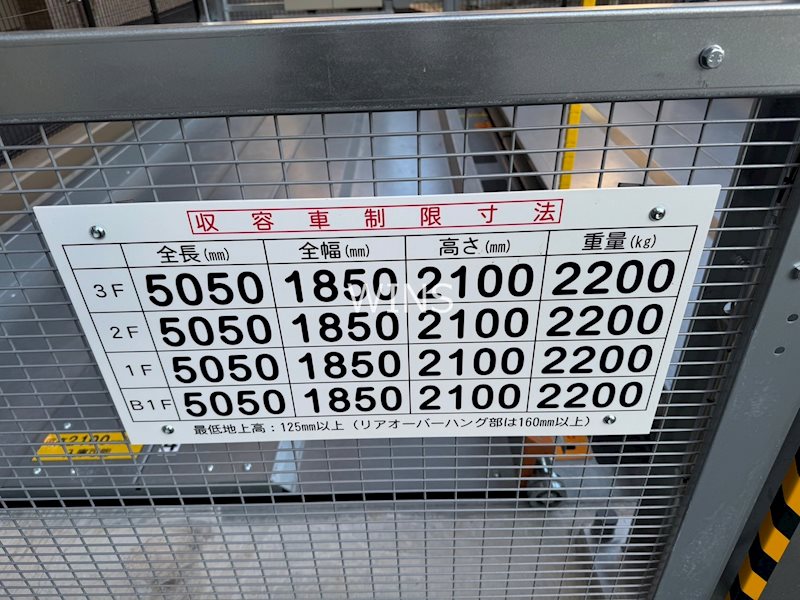 収容車制限寸法
全長(mm) 全幅(mm) 高さ(mm) 重量(kg)
3F 5050 1850 2100 2200
2F 5050 1850 2100 2200
1F 5050 1850 2100 2200
B1F 5050 1850 2100 2200
最低地上高：125mm以上（リアオーバーハング部は160mm以上）
WINS
2100